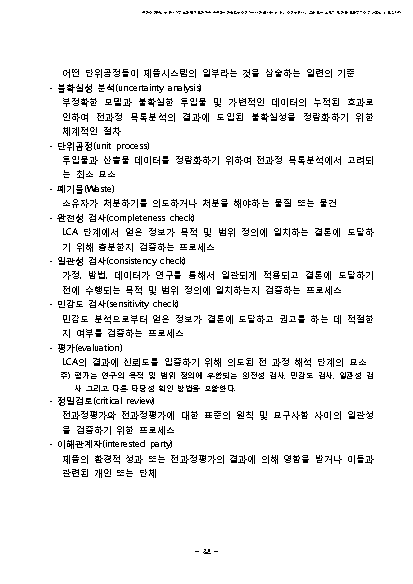 어떤 단위공정들이 제품시스템의 일부라는 것을 상술하는 일련의 기준
- 불확실성 분석(uncertainty analysis)
부정확한 모델과 불확실한 투입물 및 가변적인 데이터의 누적된 효과로
인하여 전과정 목록분석의 결과에 도입된 불확실성을 정량화하기 위한
체계적인 절차
- 단위공정(unit process)
투입물과 산출물 데이터를 정량화하기 위하여 전과정 목록분석에서 고려되
는 최소 요소
- 폐기물(Waste)
소유자가 처분하기를 의도하거나 처분을 해야하는 물질 또는 물건
- 완전성 검사(completeness check)
LCA 단계에서 얻은 정보가 목적 및 범위 정의에 일치하는 결론에 도달하
기 위해 충분한지 검증하는 프로세스
- 일관성 검사(consistency check)
가정, 방법, 데이터가 연구를 통해서 일관되게 적용되고 결론에 도달하기
전에 수행되는 목적 및 범위 정의에 일치하는지 검증하는 프로세스
- 민감도 검사(sensitivity check)
민감도 분석으로부터 얻은 정보가 결론에 도달하고 권고를 하는 데 적절한
지 여부를 검증하는 프로세스
- 평가(evaluation)
LCA의 결과에 신뢰도를 입증하기 위해 의도된 전 과정 해석 단계의 요소
주) 평가는 연구의 목적 및 범위 정의에 부합되는 완전성 검사, 민감도 검사, 일관성 검
사 그리고 다른 타당성 확인 방법을 포함한다.
- 정밀검토(critical review)
전과정평가와 전과정평가에 대한 표준의 원칙 및 요구사항 사이의 일관성
을 검증하기 위한 프로세스
- 이해관계자(interested party)
제품의 환경적 성과 또는 전과정평가의 결과에 의해 영향을 받거나 이들과
관련된 개인 또는 단체